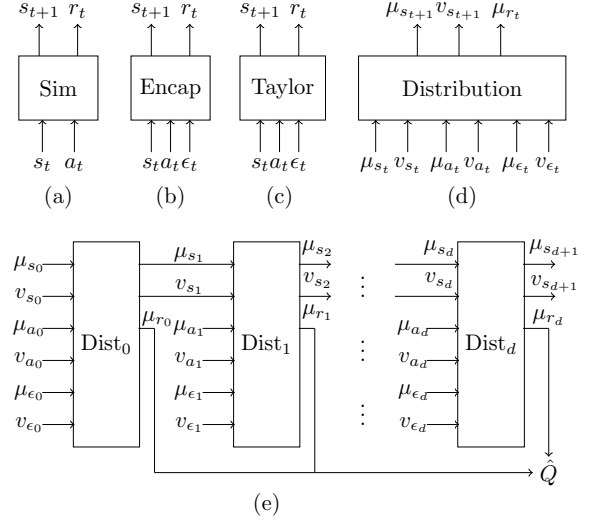 s_{t+1} r_t s_{t+1} r_t s_{t+1} r_t μ_{s_{t+1}} v_{s_{t+1}} μ_{r_t}
Sim Encap Taylor Distribution
s_t a_t s_t a_t ϵ_t s_t a_t ϵ_t μ_{s_t} v_{s_t} μ_{a_t} v_{a_t} μ_{ϵ_t} v_{ϵ_t}
(a) (b) (c) (d)
μ_{s_0} μ_{s_1} μ_{s_2} μ_{s_d} μ_{s_{d+1}}
v_{s_0} v_{s_1} v_{s_2} ⋮ v_{s_d} v_{s_{d+1}}
μ_{a_0} μ_{r_0} μ_{a_1} μ_{r_1} μ_{a_d} μ_{r_d}
Dist_0 Dist_1 Dist_d
v_{a_0} v_{a_1} ⋮ v_{a_d}
μ_{ϵ_0} μ_{ϵ_1} μ_{ϵ_d}
v_{ϵ_0} v_{ϵ_1} ⋮ v_{ϵ_d}
Q̂
(e)